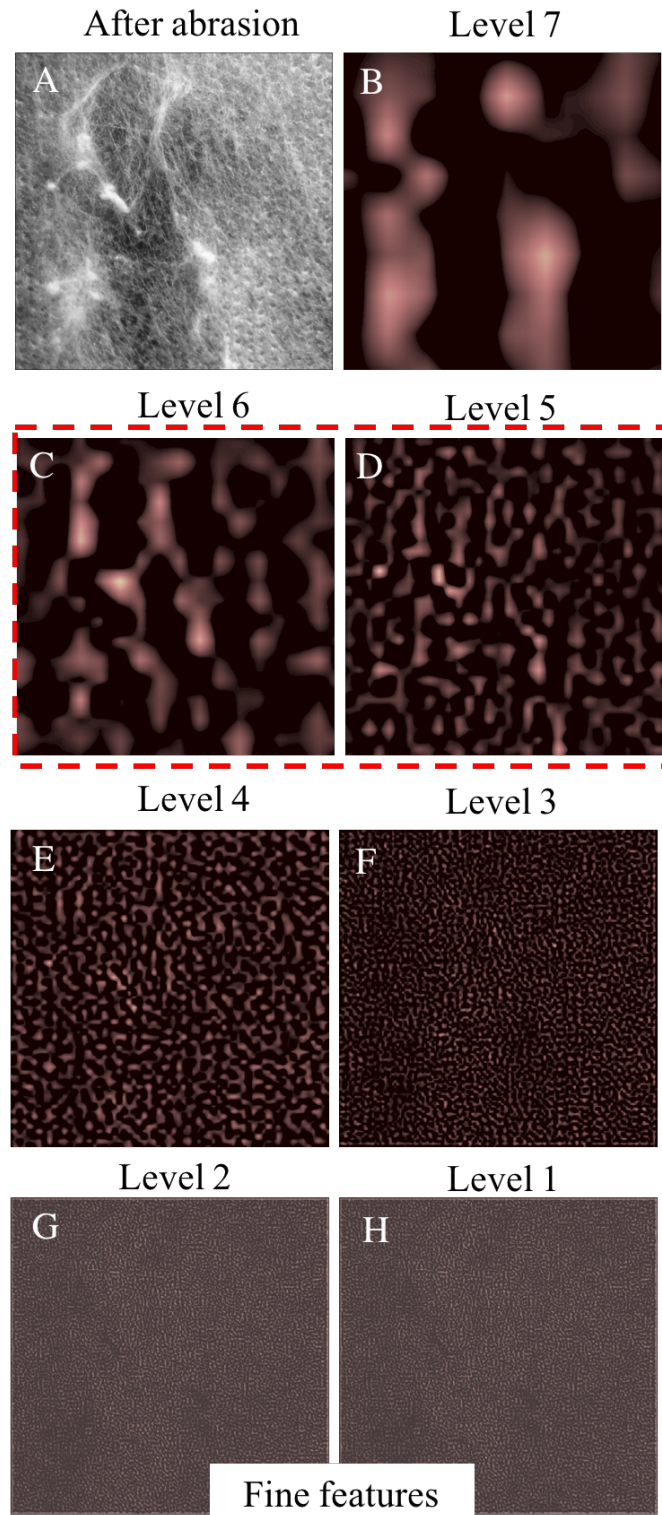 After abrasion
Level 7
A
B
Level 6
Level 5
C
D
Level 4
Level 3
E
F
Level 2
Level 1
G
H
Fine features